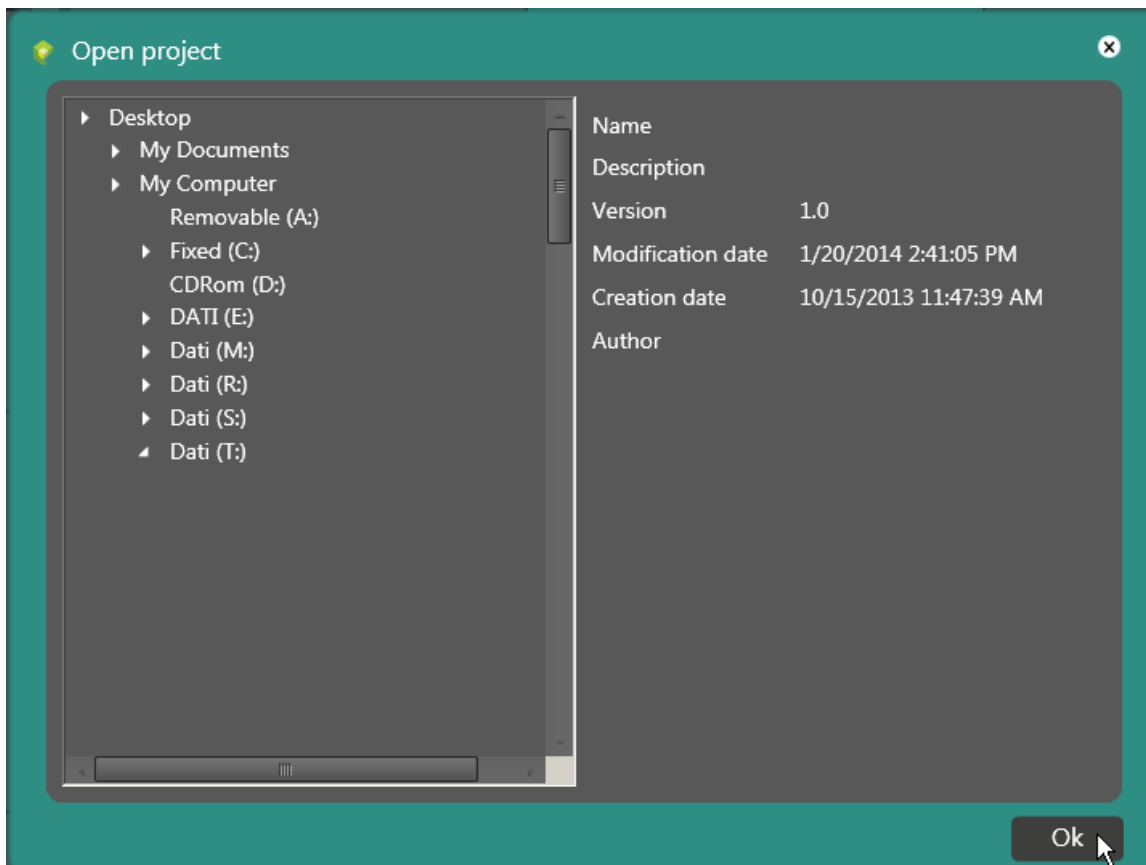 Open project
Desktop
My Documents
My Computer
Removable (A:)
Fixed (C:)
CDRom (D:)
DATI (E:)
Dati (M:)
Dati (R:)
Dati (S:)
Dati (T:)
Name
Description
Version 1.0
Modification date 1/20/2014 2:41:05 PM
Creation date 10/15/2013 11:47:39 AM
Author
Ok